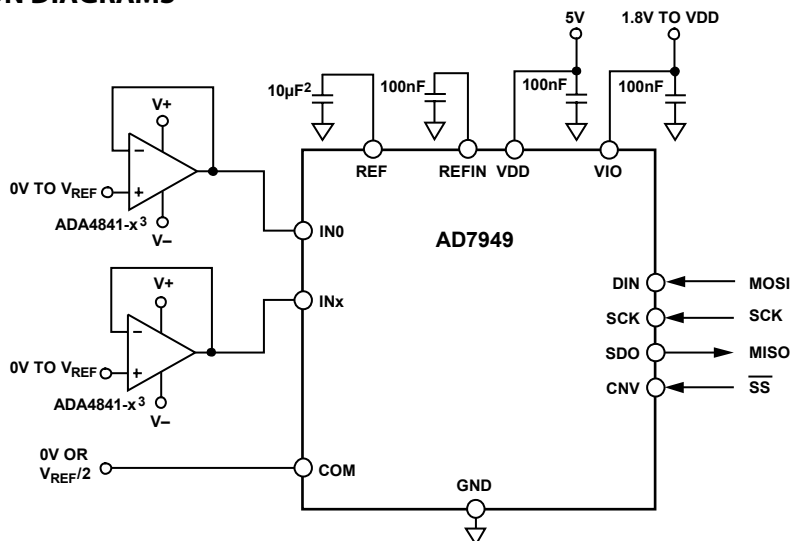 ON DIAGRAMS
5V
1.8V TO VDD
10µF2
100nF
100nF
100nF
V+
REF
REFIN
VDD
VIO
–
0V TO VREF
+
ADA4841-x3
V–
IN0
AD7949
V+
INx
DIN
MOSI
–
SCK
SCK
0V TO VREF
+
SDO
MISO
ADA4841-x3
V–
CNV
SS
0V OR
VREF/2
COM
GND